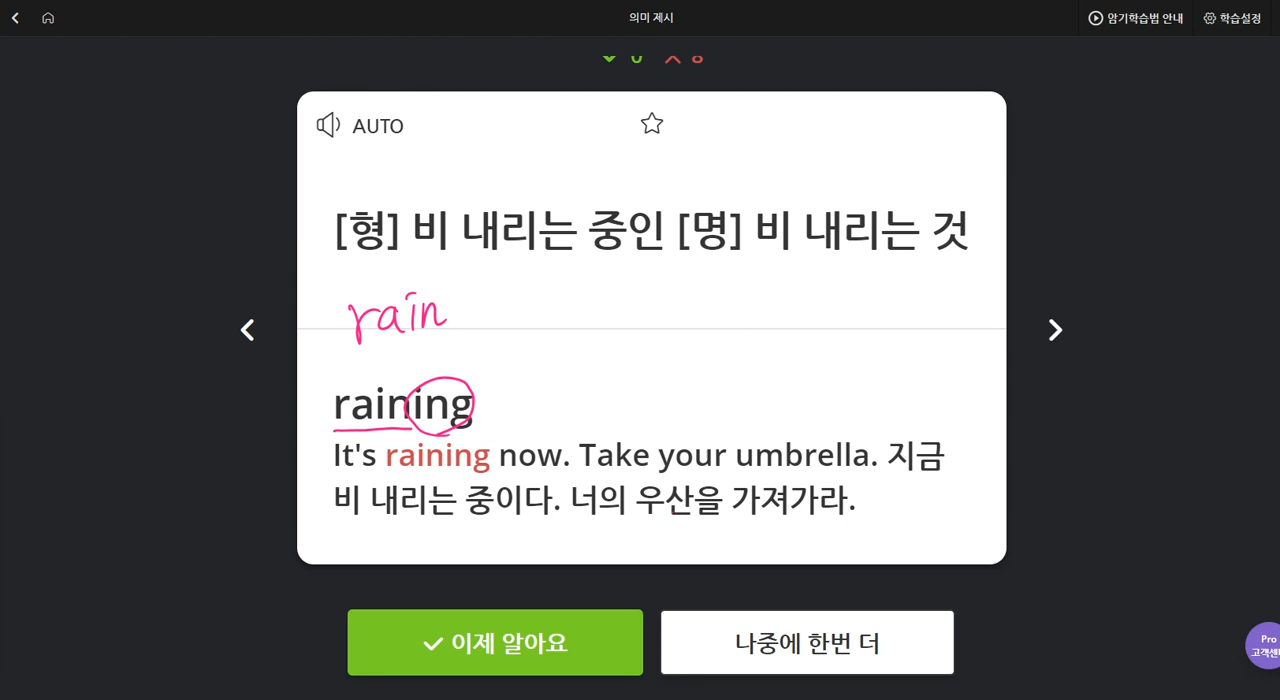 의미 제시
암기학습법 안내
학습설정
0 8
AUTO
[형] 비 내리는 중인 [명] 비 내리는 것
rain
raining
It's raining now. Take your umbrella. 지금
비 내리는 중이다. 너의 우산을 가져가라.
이제 알아요
나중에 한번 더
Pro